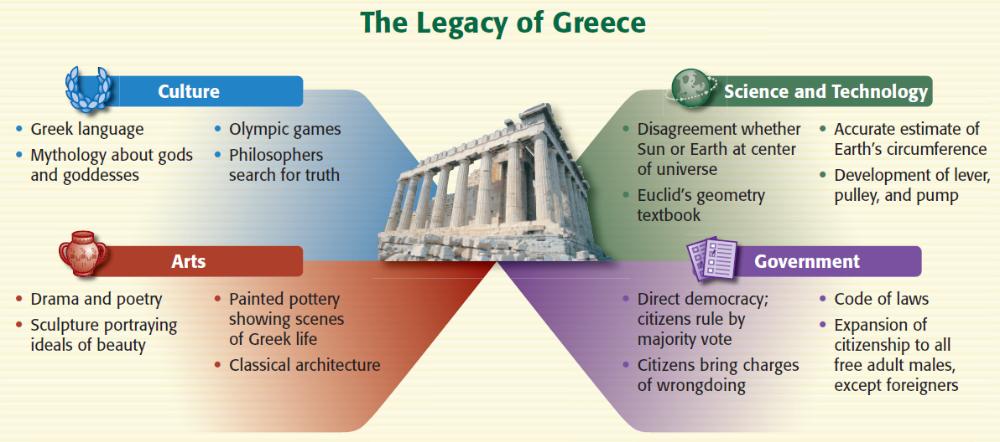 The Legacy of Greece
Culture
• Greek language
• Mythology about gods
and goddesses
• Olympic games
• Philosophers
search for truth
Science and Technology
• Disagreement whether
Sun or Earth at center
of universe
• Euclid's geometry
textbook
• Accurate estimate of
Earth's circumference
• Development of lever,
pulley, and pump
Arts
• Drama and poetry
• Sculpture portraying
ideals of beauty
• Painted pottery
showing scenes
of Greek life
• Classical architecture
Government
• Direct democracy;
citizens rule by
majority vote
• Citizens bring charges
of wrongdoing
• Code of laws
• Expansion of
citizenship to all
free adult males,
except foreigners